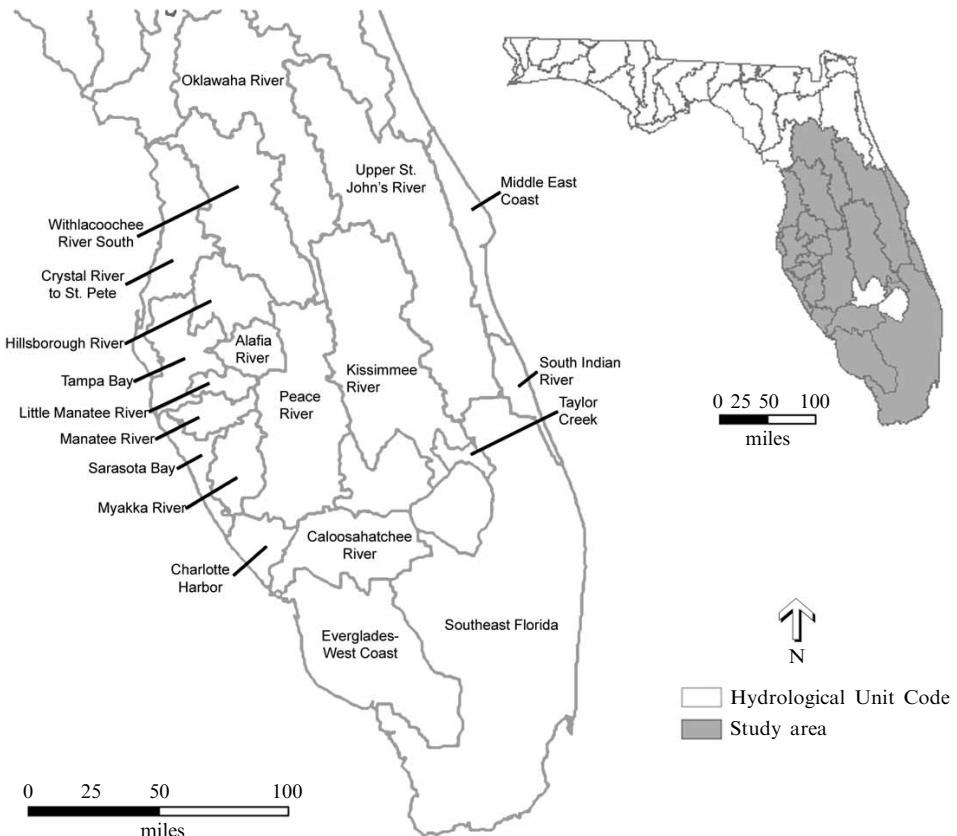 Oklawaha River
Upper St.
John's River
Middle East
Coast
Withlacoochee
River South
Crystal River
to St. Pete
Hillsborough River
Alafia
River
Tampa Bay
Kissimmee
River
South Indian
River
Peace
River
Taylor
Creek
Little Manatee River
Manatee River
Sarasota Bay
Myakka River
Caloosahatchee
River
Charlotte
Harbor
Everglades-
West Coast
Southeast Florida
0 25 50 100
miles
0 25 50 100
miles
N
Hydrological Unit Code
Study area